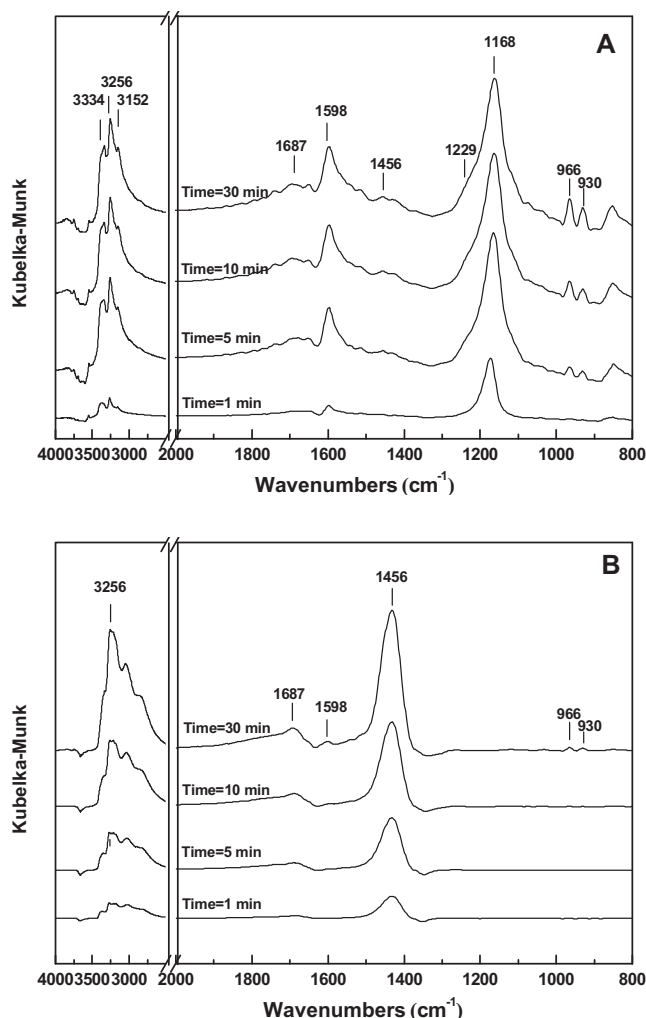 A
3256
3334
3152
1168
1598
1687
1456
1229
966
930
Time=30 min
Time=10 min
Time=5 min
Time=1 min
Kubelka-Munk
4000 3500 3000 2500 2000 1800 1600 1400 1200 1000 800
Wavenumbers (cm-1)
B
3256
1456
1687
1598
966
930
Time=30 min
Time=10 min
Time=5 min
Time=1 min
Kubelka-Munk
4000 3500 3000 2500 2000 1800 1600 1400 1200 1000 800
Wavenumbers (cm-1)